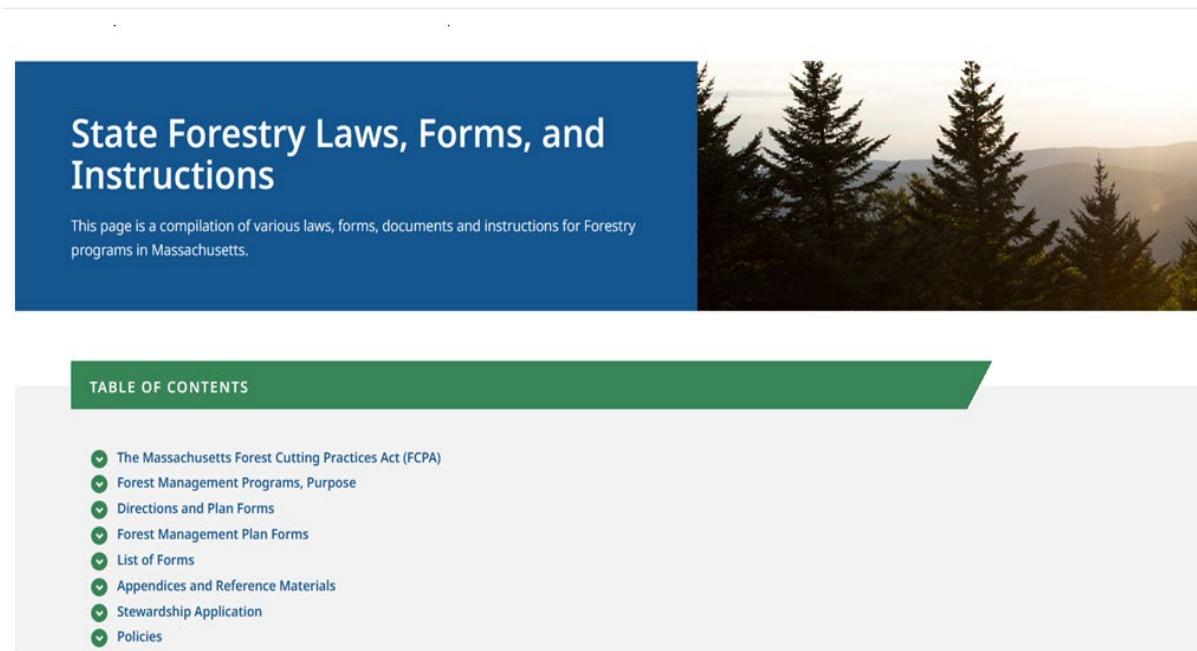 State Forestry Laws, Forms, and
Instructions
This page is a compilation of various laws, forms, documents and instructions for Forestry
programs in Massachusetts.
TABLE OF CONTENTS
The Massachusetts Forest Cutting Practices Act (FCPA)
Forest Management Programs, Purpose
Directions and Plan Forms
Forest Management Plan Forms
List of Forms
Appendices and Reference Materials
Stewardship Application
Policies